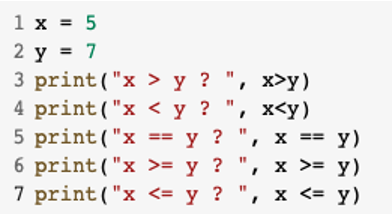 1 x = 5
2 y = 7
3 print("x > y ? ", x>y)
4 print("x < y ? ", x<y)
5 print("x == y ? ", x == y)
6 print("x >= y ? ", x >= y)
7 print("x <= y ? ", x <= y)